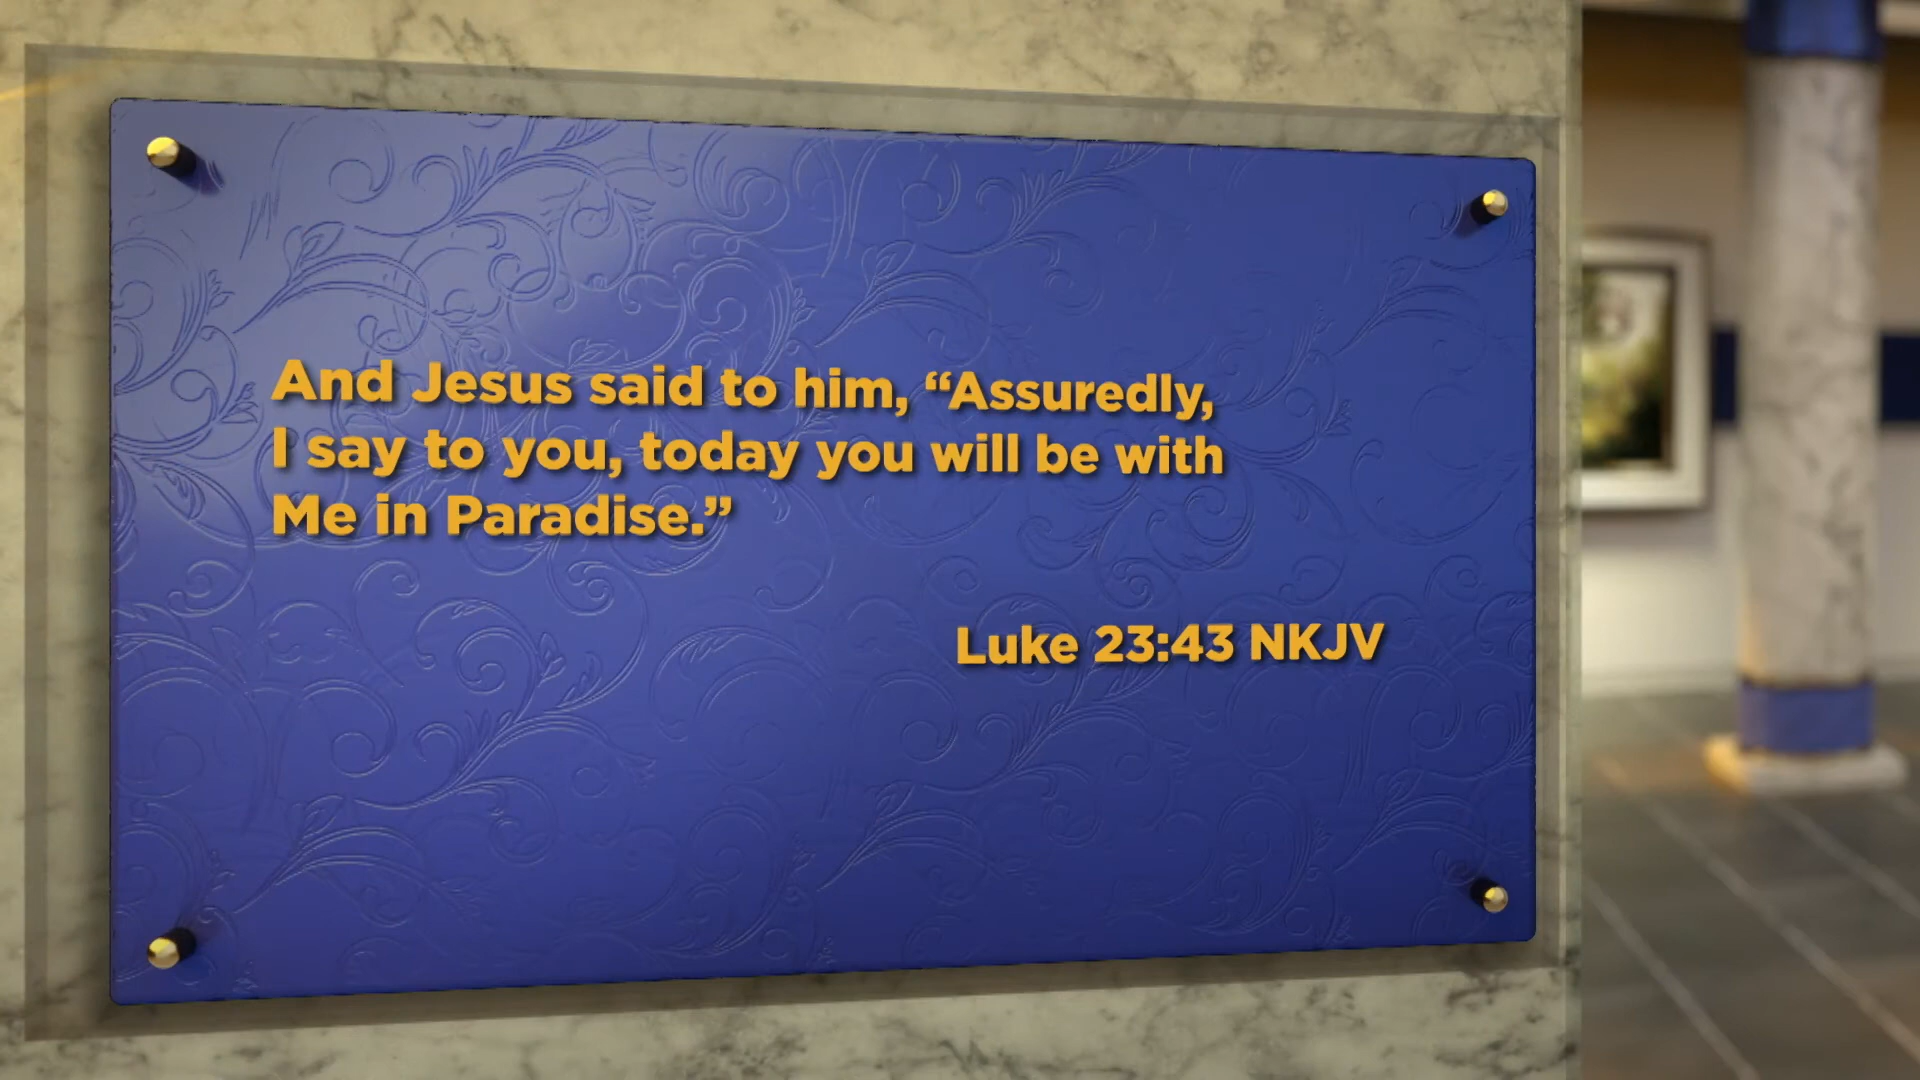 And Jesus said to him, “Assuredly,
I say to you, today you will be with
Me in Paradise.”
Luke 23:43 NKJV